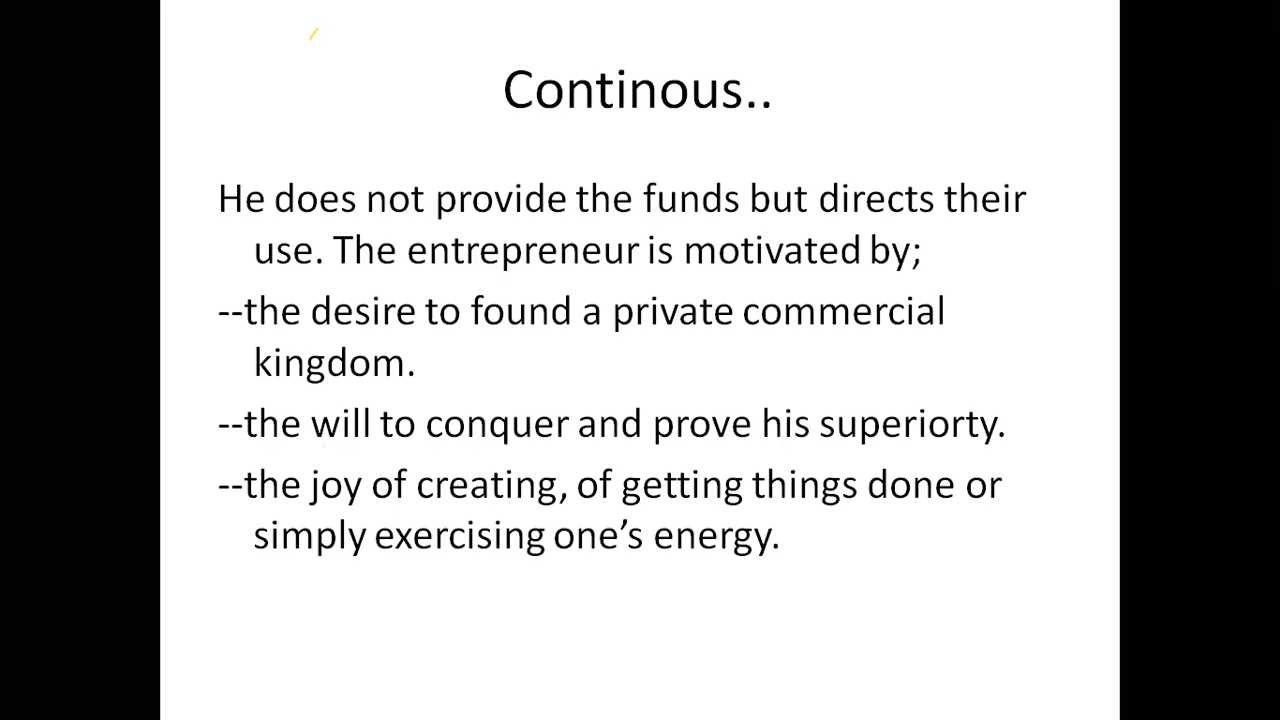 Continous..
He does not provide the funds but directs their
use. The entrepreneur is motivated by;
--the desire to found a private commercial
kingdom.
--the will to conquer and prove his superiorty.
--the joy of creating, of getting things done or
simply exercising one’s energy.